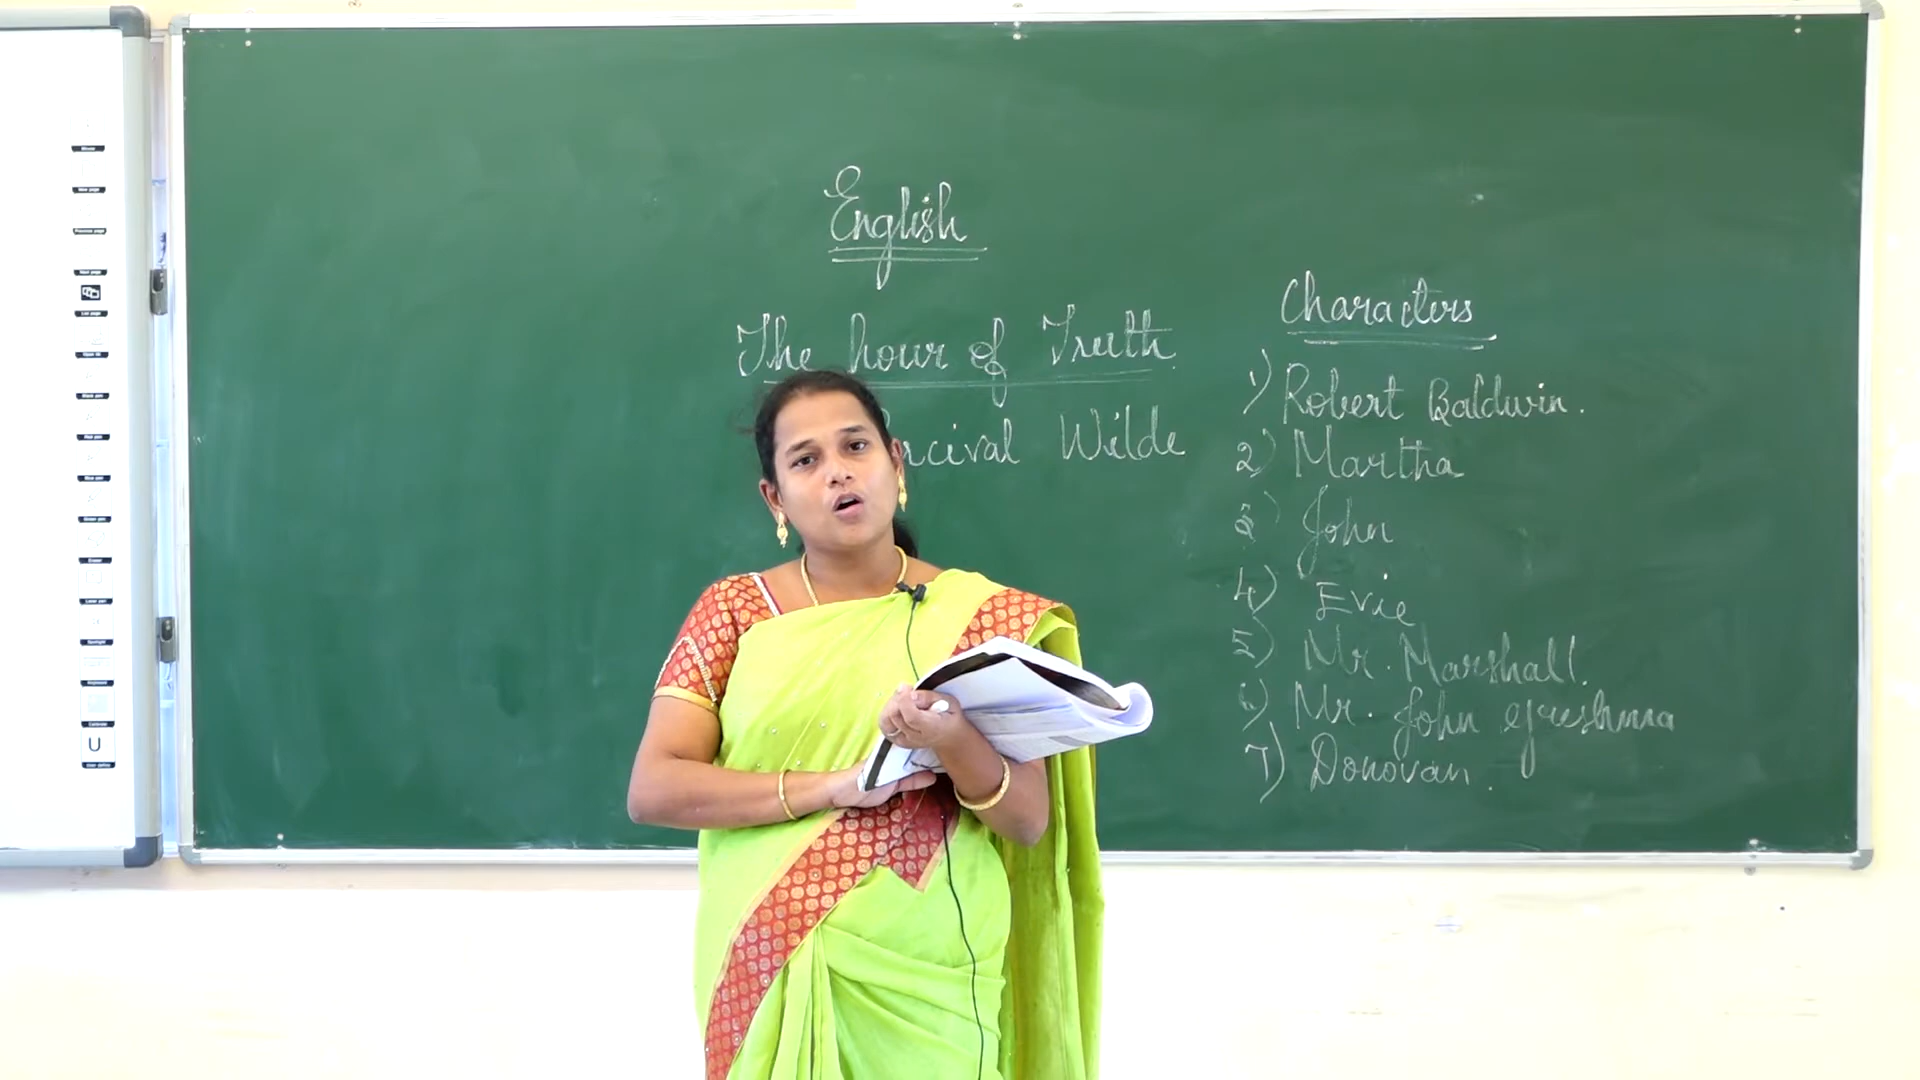 English
The hour of Truth.
rcival Wilde
Characters
1) Robert Baldwin.
2) Martha
3) John
4) Evie
5) Mr. Marshall.
6) Mr. John
7) Donovan.